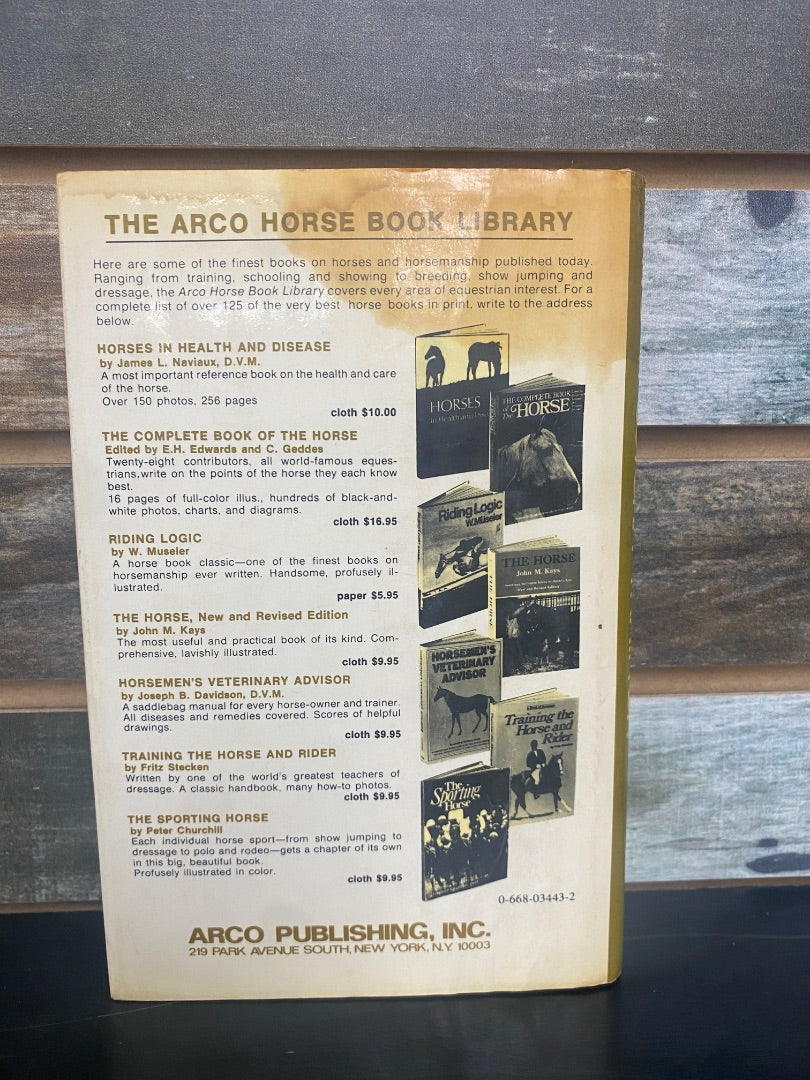 THE ARCO HORSE BOOK LIBRARY
Here are some of the finest books on horses and horsemanship published today.
Ranging from training, schooling and showing to breeding, show jumping and
dressage, the Arco Horse Book Library covers every area of equestrian interest. For a
complete list of over 125 of the very best horse books in print, write to the address
below.
HORSES IN HEALTH AND DISEASE
by James L. Naviaux, D.V.M.
A most important reference book on the health and care
of the horse.
Over 150 photos, 256 pages
cloth $10.00
THE COMPLETE BOOK OF THE HORSE
Edited by E.H. Edwards and C. Geddes
Twenty-eight contributors, all world-famous eques-
trians,write on the points of the horse they each know
best.
16 pages of full-color illus., hundreds of black-and-
white photos, charts, and diagrams.
cloth $16.95
RIDING LOGIC
by W. Museler
A horse book classic—one of the finest books on
horsemanship ever written. Handsome, profusely il-
lustrated.
paper $5.95
THE HORSE, New and Revised Edition
by John M. Kays
The most useful and practical book of its kind. Com-
prehensive, lavishly illustrated.
cloth $9.95
HORSEMEN'S VETERINARY ADVISOR
by Joseph B. Davidson, D.V.M.
A saddlebag manual for every horse-owner and trainer.
All diseases and remedies covered. Scores of helpful
drawings.
cloth $9.95
TRAINING THE HORSE AND RIDER
by Fritz Stecken
Written by one of the world's greatest teachers of
dressage. A classic handbook, many how-to photos.
cloth $9.95
THE SPORTING HORSE
by Peter Churchill
Each individual horse sport—from show jumping to
dressage to polo and rodeo—gets a chapter of its own
in this big, beautiful book.
Profusely illustrated in color.
cloth $9.95
HORSES
in Health and
THE COMPLETE BOOK
of The HORSE
Riding Logic
W. Museler
THE HORSE
John M. Kays
THE HORSE
HORSEMEN'S
VETERINARY
ADVISOR
Training the
Horse and
Rider
The
Sporting
Horse
0-668-03443-2
ARCO PUBLISHING, INC.
219 PARK AVENUE SOUTH, NEW YORK, N.Y. 10003